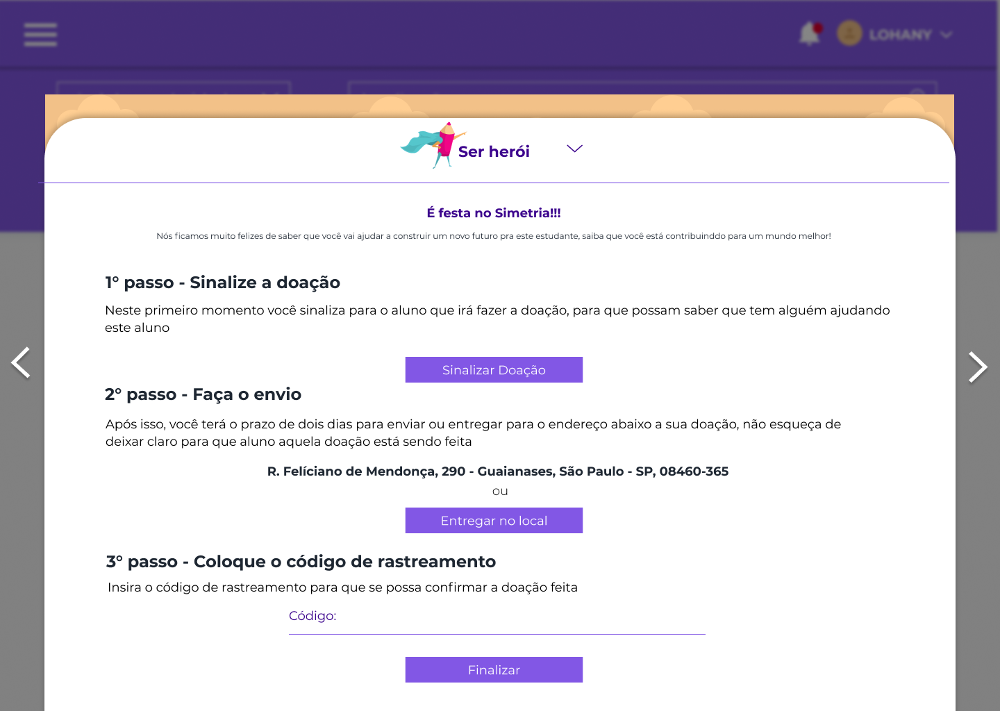 LOHANY
Ser herói
É festa no Simetria!!!
Nós ficamos muito felizes de saber que você vai ajudar a construir um novo futuro pra este estudante, saiba que você está contribuinddo para um mundo melhor!
1° passo - Sinalize a doação
Neste primeiro momento você sinaliza para o aluno que irá fazer a doação, para que possam saber que tem alguém ajudando
este aluno
Sinalizar Doação
2° passo - Faça o envio
Após isso, você terá o prazo de dois dias para enviar ou entregar para o endereço abaixo a sua doação, não esqueça de
deixar claro para que aluno aquela doação está sendo feita
R. Felíciano de Mendonça, 290 - Guaianases, São Paulo - SP, 08460-365
ou
Entregar no local
3° passo - Coloque o código de rastreamento
Insira o código de rastreamento para que se possa confirmar a doação feita
Código:
Finalizar